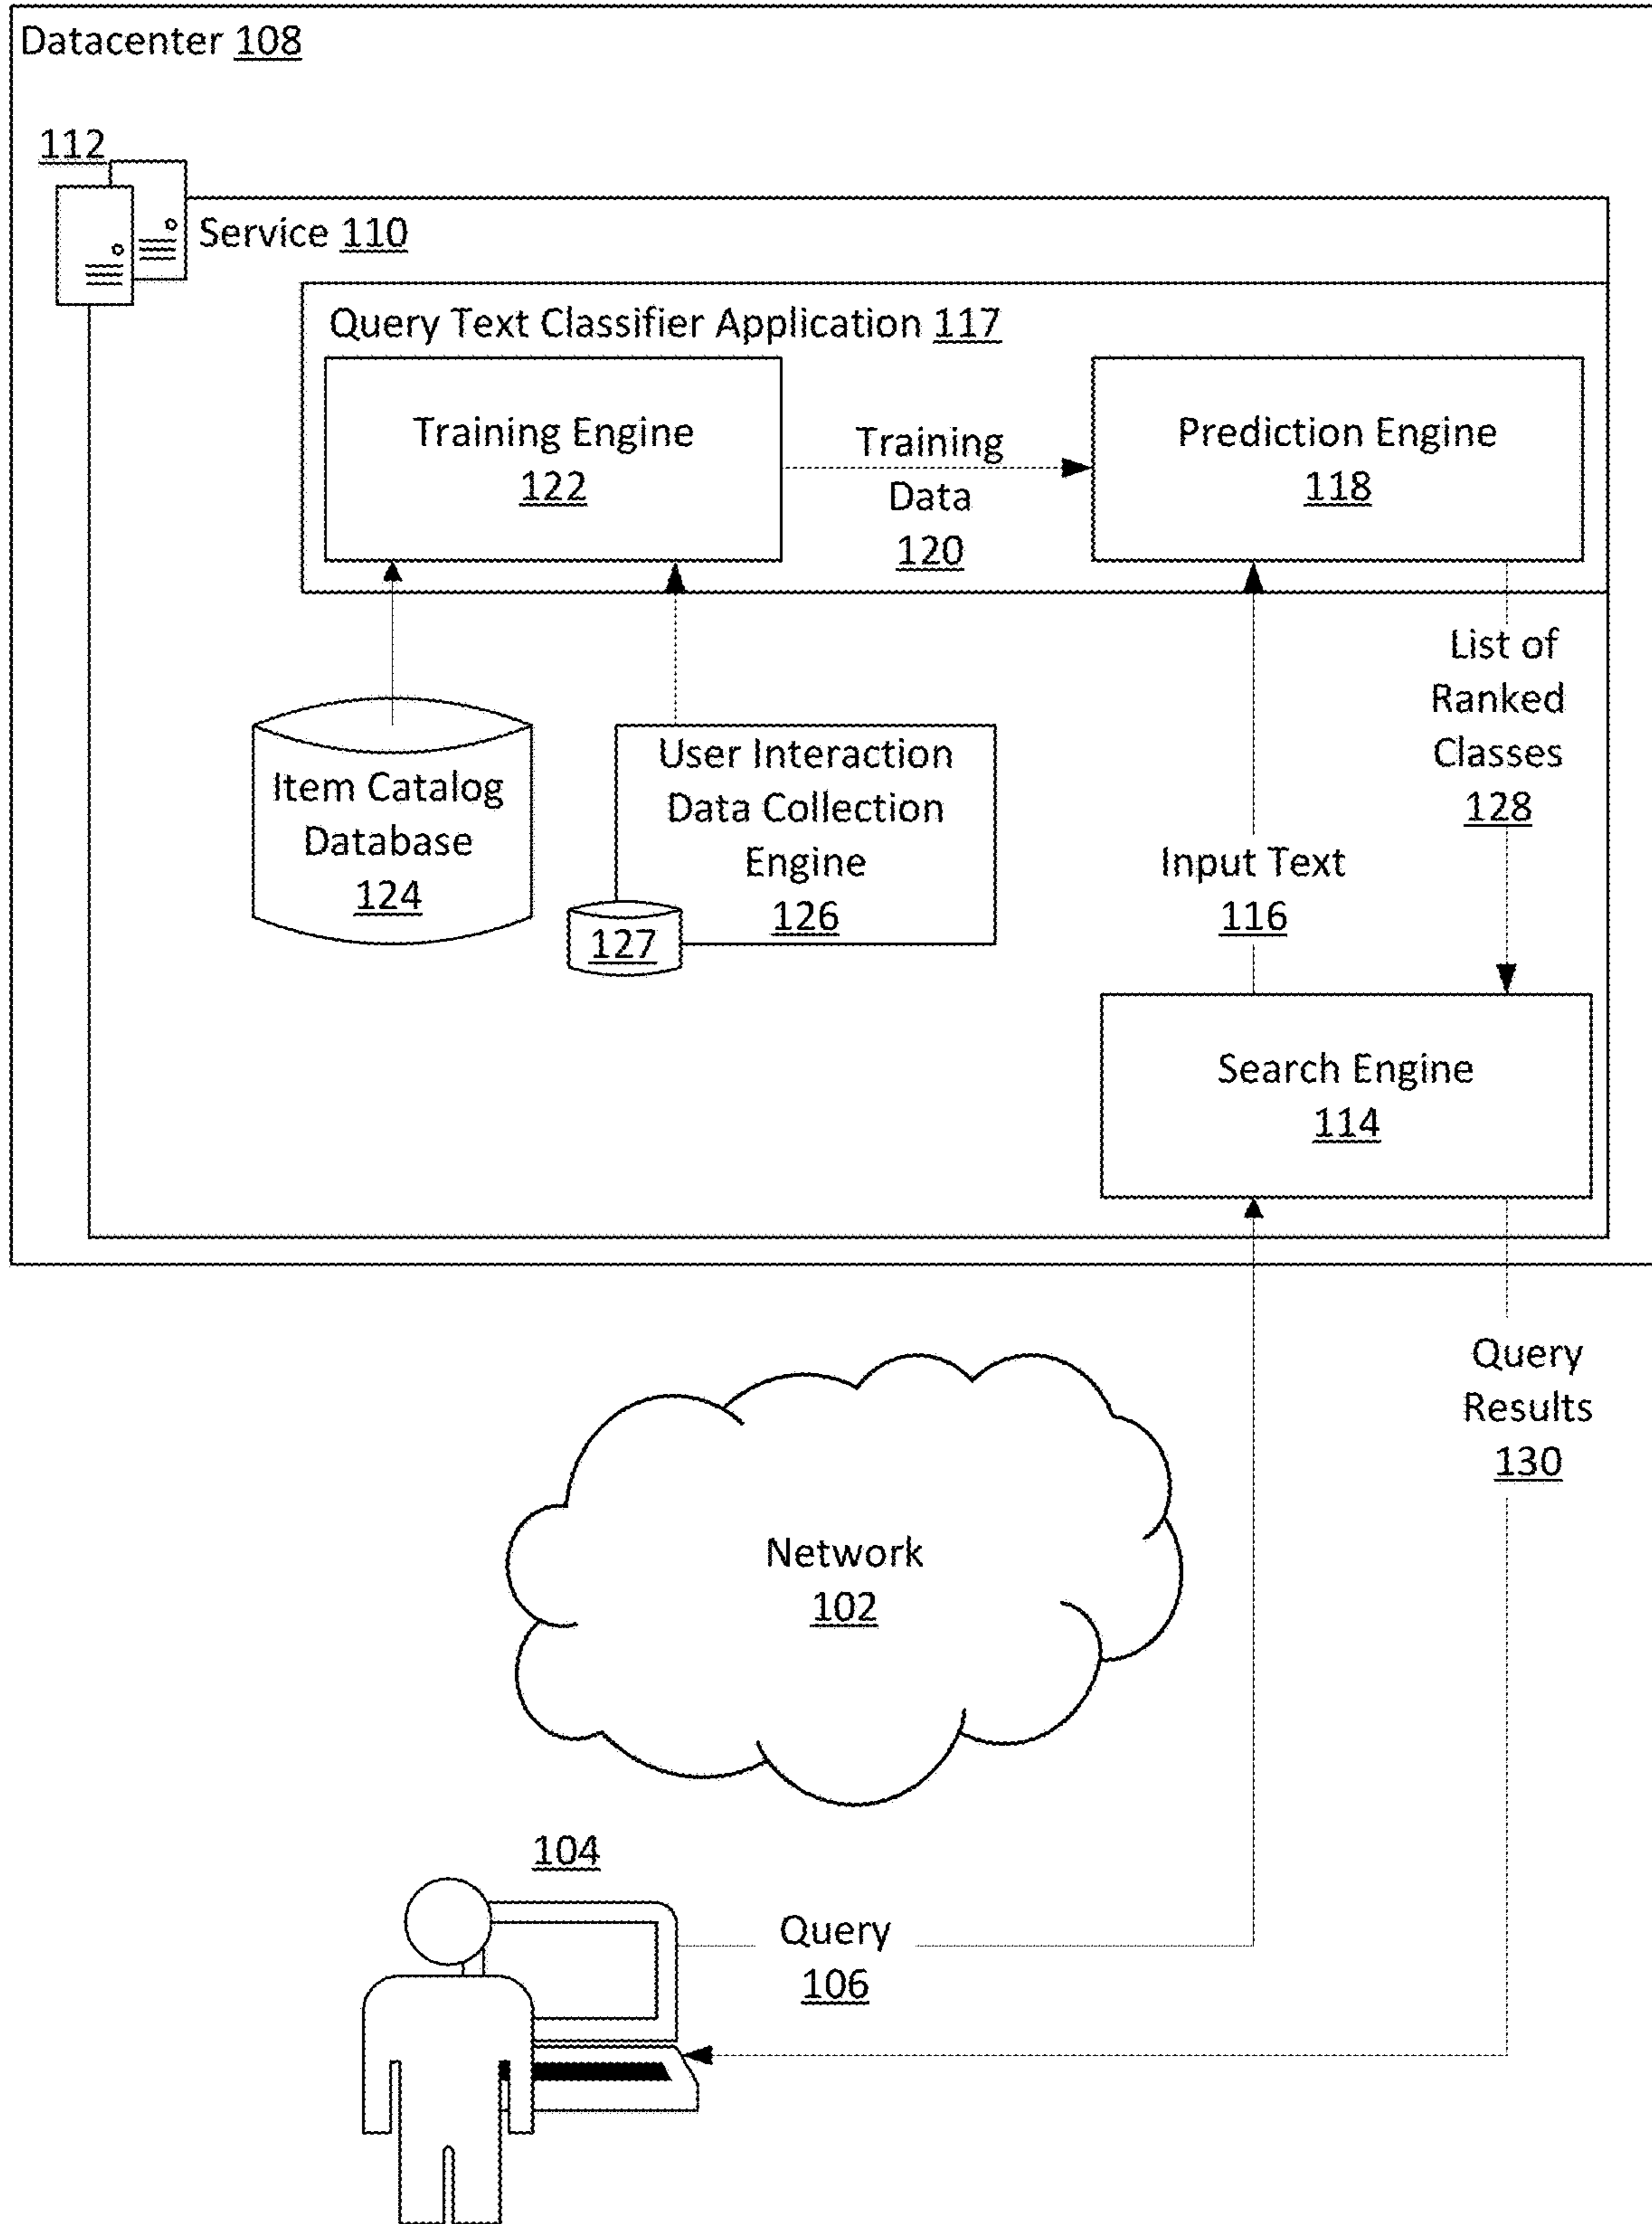 Datacenter 108
112
Service 110
Query Text Classifier Application 117
Training Engine
122
Training
Data
120
Prediction Engine
118
Item Catalog
Database
124
User Interaction
Data Collection
Engine
126
127
Input Text
116
List of
Ranked
Classes
128
Search Engine
114
Query
Results
130
Network
102
104
Query
106